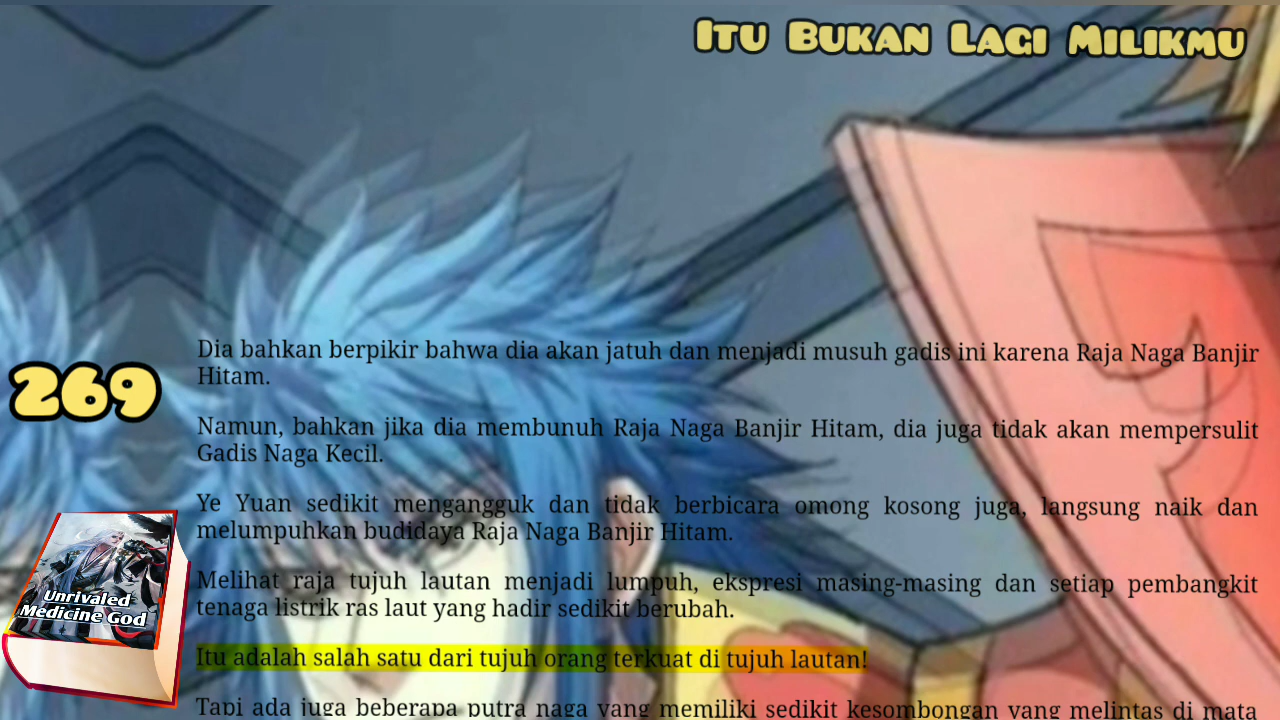 Itu Bukan Lagi Milikmu
Dia bahkan berpikir bahwa dia akan jatuh dan menjadi musuh gadis ini karena Raja Naga Banjir
Hitam.
269
Namun, bahkan jika dia membunuh Raja Naga Banjir Hitam, dia juga tidak akan mempersulit
Gadis Naga Kecil.
Ye Yuan sedikit mengangguk dan tidak berbicara omong kosong juga, langsung naik dan
melumpuhkan budidaya Raja Naga Banjir Hitam.
Melihat raja tujuh lautan menjadi lumpuh, ekspresi masing-masing dan setiap pembangkit
tenaga listrik ras laut yang hadir sedikit berubah.
Unrivaled
Medicine God
Itu adalah salah satu dari tujuh orang terkuat di tujuh lautan!
Tapi ada juga beberapa putra naga yang memiliki sedikit kesombongan yang melintas di mata